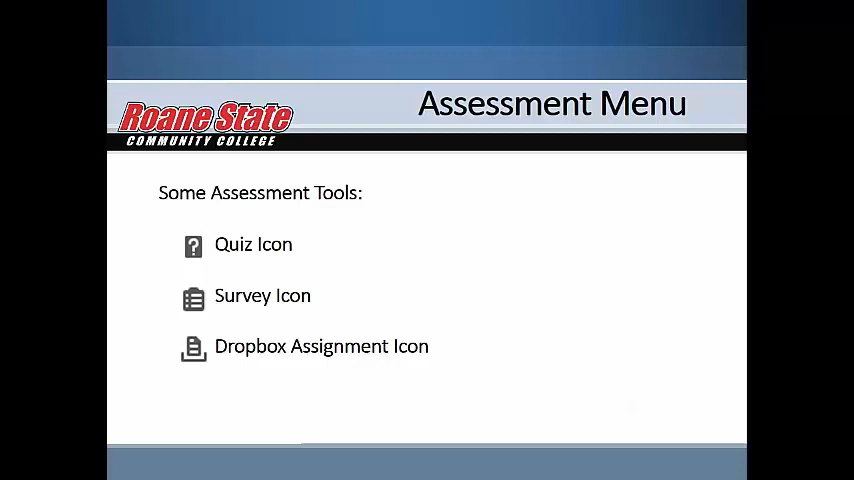 Assessment Menu
Roane State
COMMUNITY COLLEGE
Some Assessment Tools:
Quiz Icon
Survey Icon
Dropbox Assignment Icon